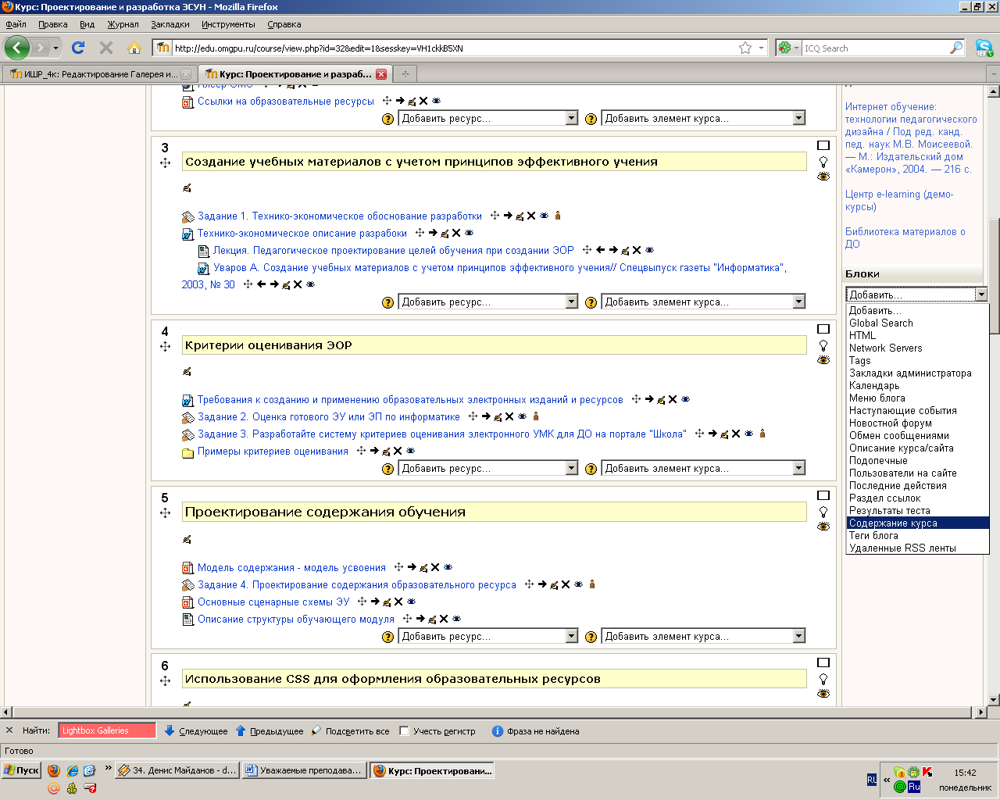 Курс: Проектирование и разработка ЭСУН - Mozilla Firefox
Файл Правка Вид Журнал Закладки Инструменты Справка
http://edu.omgpu.ru/course/view.php?id=32&edit=1&sesskey=VH1ckkB5XN
ICQ Search
ИШР_4к: Редактирование Галерея и...
Курс: Проектирование и разраб...
Ссылки на образовательные ресурсы
Добавить ресурс... Добавить элемент курса...
3
Создание учебных материалов с учетом принципов эффективного учения
Задание 1. Технико-экономическое обоснование разработки
Технико-экономическое описание разрабоки
Лекция. Педагогическое проектирование целей обучения при создании ЭОР
Уваров А. Создание учебных материалов с учетом принципов эффективного учения// Спецвыпуск газеты "Информатика",
2003, № 30
Добавить ресурс... Добавить элемент курса...
4
Критерии оценивания ЭОР
Требования к созданию и применению образовательных электронных изданий и ресурсов
Задание 2. Оценка готового ЭУ или ЭП по информатике
Задание 3. Разработайте систему критериев оценивания электронного УМК для ДО на портале "Школа"
Примеры критериев оценивания
Добавить ресурс... Добавить элемент курса...
5
Проектирование содержания обучения
Модель содержания - модель усвоения
Задание 4. Проектирование содержания образовательного ресурса
Основные сценарные схемы ЭУ
Описание структуры обучающего модуля
Добавить ресурс... Добавить элемент курса...
6
Использование CSS для оформления образовательных ресурсов
Интернет обучение:
технологии педагогического
дизайна / Под ред. канд.
пед. наук М.В. Моисеевой.
— М.: Издательский дом
«Камерон», 2004. — 216 с.
Центр e-learning (демо-
курсы)
Библиотека материалов о
ДО
Блоки
Добавить...
Добавить...
Global Search
HTML
Network Servers
Tags
Закладки администратора
Календарь
Меню блога
Наступающие события
Новостной форум
Обмен сообщениями
Описание курса/сайта
Подопечные
Пользователи на сайте
Последние действия
Раздел ссылок
Результаты теста
Содержание курса
Теги блога
Удаленные RSS ленты
Найти: Lightbox Galleries Следующее Предыдущее Подсветить все Учесть регистр Фраза не найдена
Готово
Пуск
34. Денис Майданов - d...
Уважаемые преподава...
Курс: Проектировани...
RU
Ru
15:42
понедельник